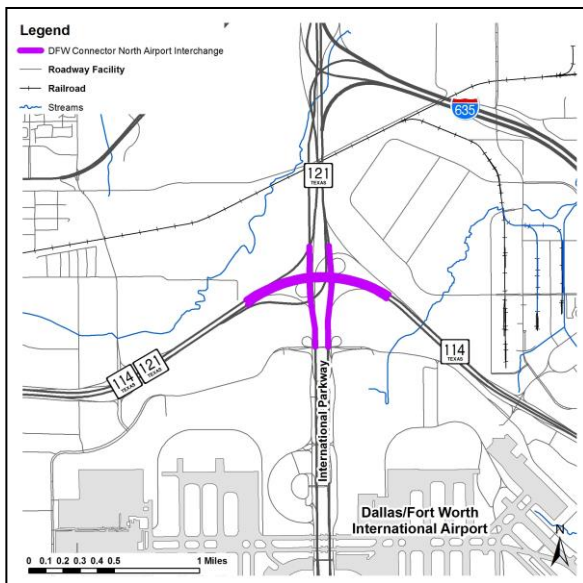 Legend
DFW Connector North Airport Interchange
Roadway Facility
Railroad
Streams
635
121
TEXAS
114
TEXAS
121
TEXAS
114
TEXAS
International Parkway
Dallas/Fort Worth
International Airport
0 0.1 0.2 0.3 0.4 0.5 1 Miles
N